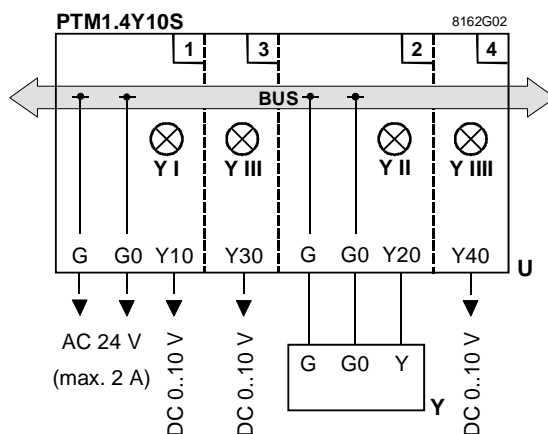 PTM1.4Y10S 8162G02
1 3 2 4
BUS
Y I Y III Y II Y IIII
G G0 Y10 Y30 G G0 Y20 Y40
U
AC 24 V
(max. 2 A)
DC 0..10 V
DC 0..10 V
G G0 Y
Y
DC 0..10 V